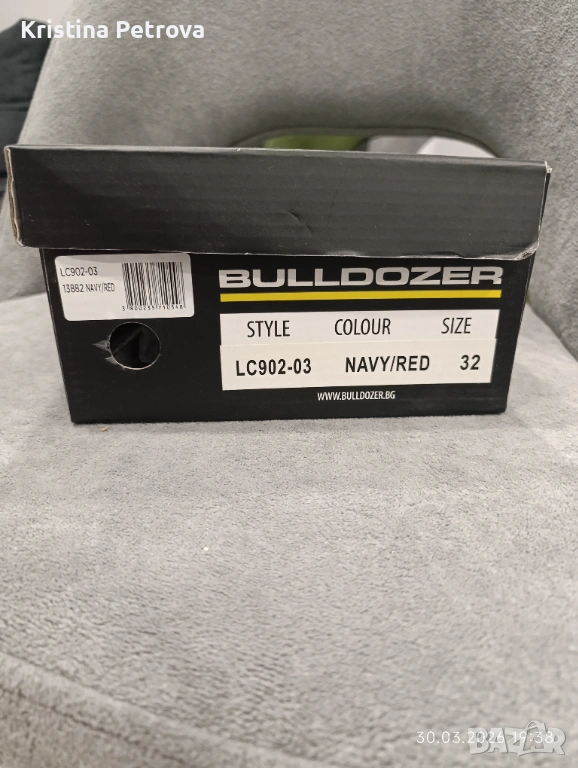 Kristina Petrova
LC902-03
13882 NAVY/RED
BULLDOZER
STYLE COLOUR SIZE
LC902-03 NAVY/RED 32
WWW.BULLDOZER.BG
30.03.2026 19:38
BAZAR